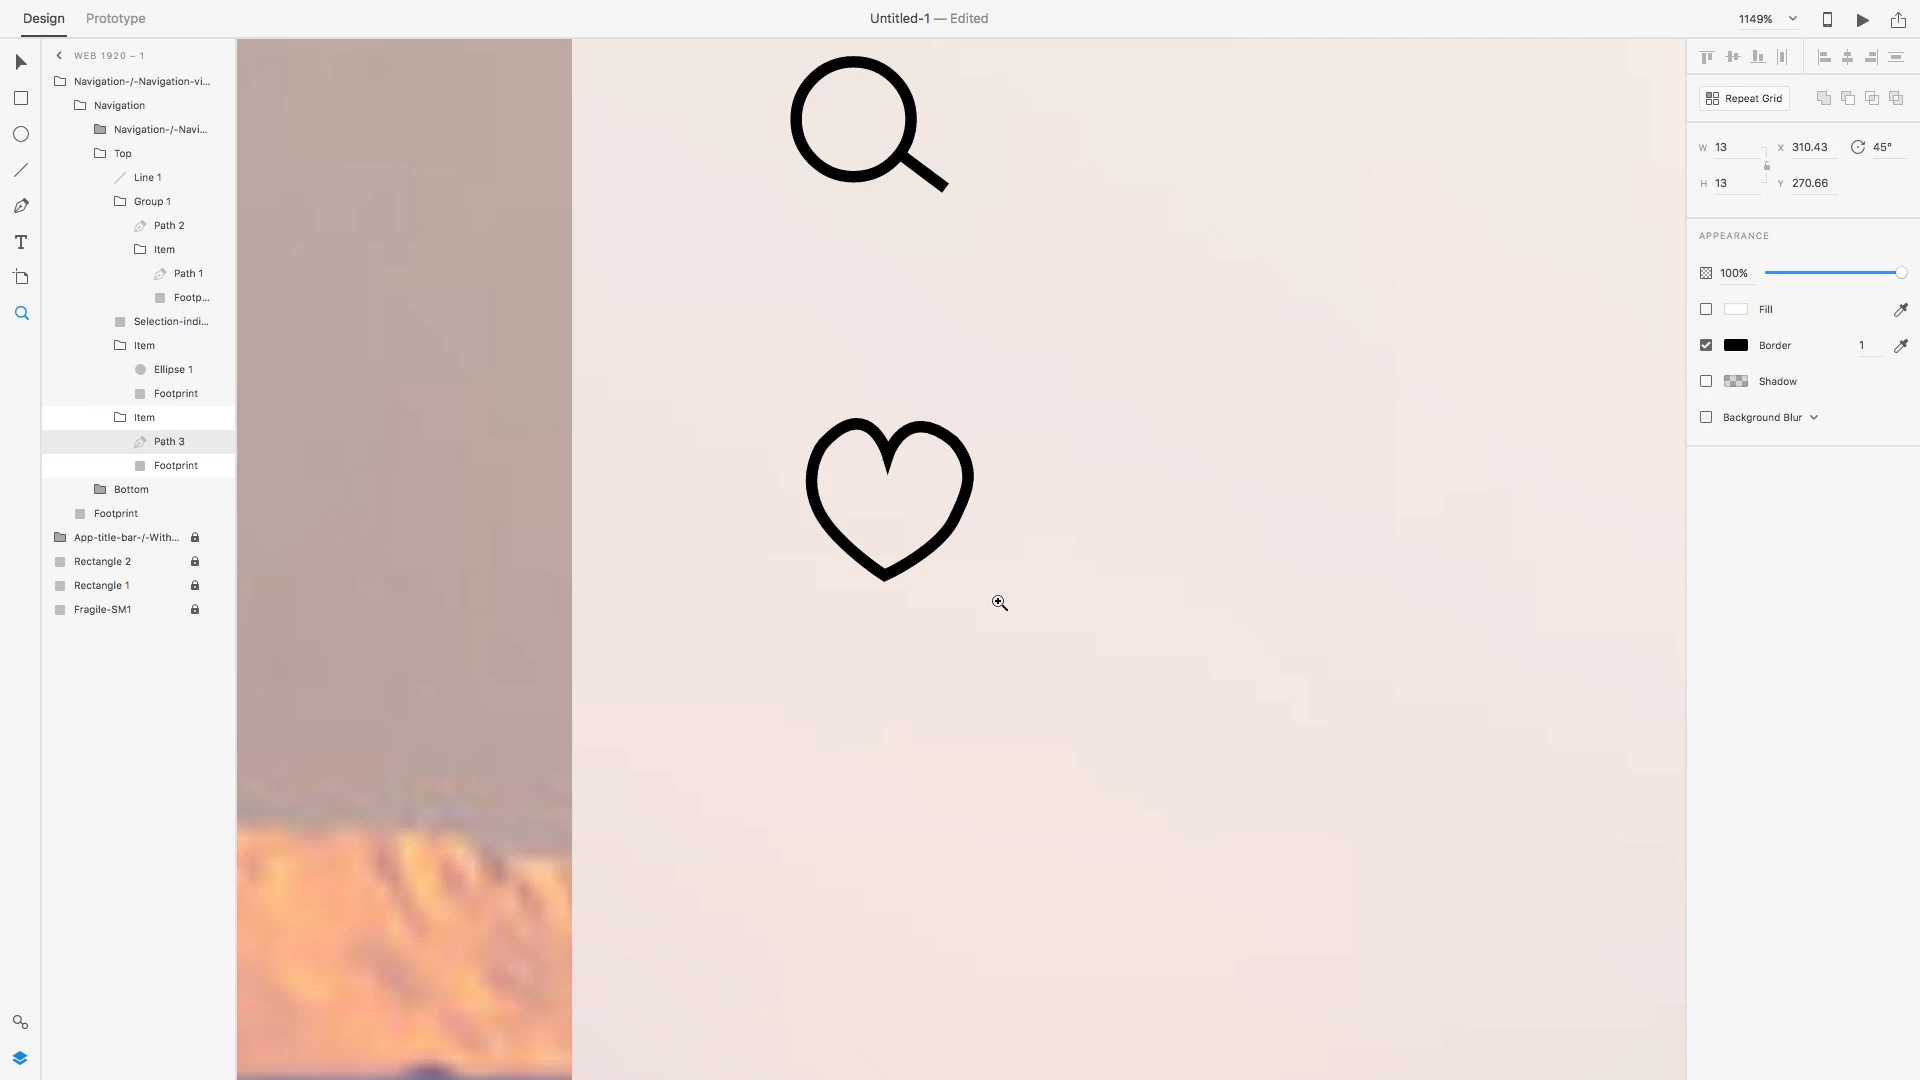 Design Prototype Untitled-1 — Edited 1149%
WEB 1920 – 1
Navigation-/-Navigation-vi...
Navigation
Navigation-/-Navi...
Top
Line 1
Group 1
Path 2
Item
Path 1
Footp...
Selection-indi...
Item
Ellipse 1
Footprint
Item
Path 3
Footprint
Bottom
Footprint
App-title-bar-/-With...
Rectangle 2
Rectangle 1
Fragile-SM1
Repeat Grid
W 13 X 310.43 45°
H 13 Y 270.66
APPEARANCE
100%
Fill
Border 1
Shadow
Background Blur